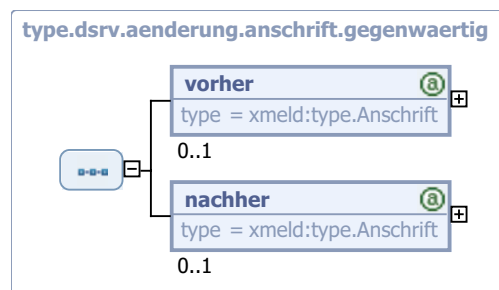 type.dsrv.aenderung.anschrift.gegenwaertig
vorher @
type = xmeld:type.Anschrift
0..1
nachher @
type = xmeld:type.Anschrift
0..1